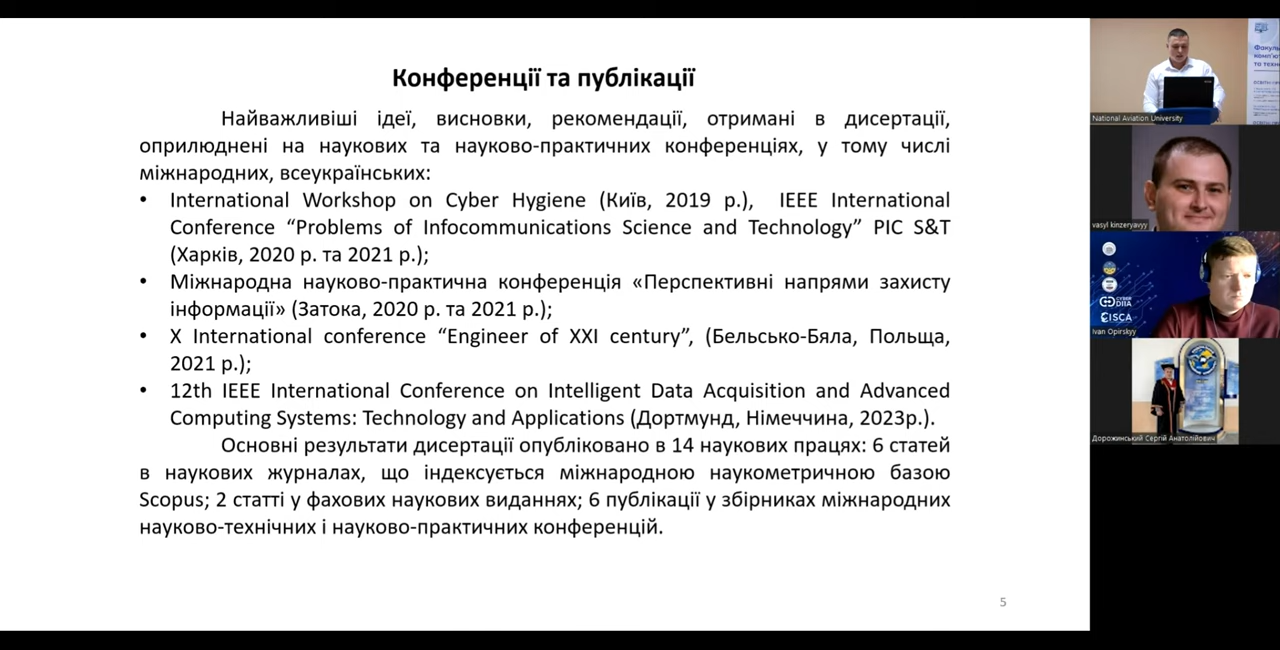 Конференції та публікації
Найважливіші ідеї, висновки, рекомендації, отримані в дисертації,
оприлюднені на наукових та науково-практичних конференціях, у тому числі
міжнародних, всеукраїнських:
• International Workshop on Cyber Hygiene (Київ, 2019 р.), IEEE International
Conference “Problems of Infocommunications Science and Technology” PIC S&T
(Харків, 2020 р. та 2021 р.);
• Міжнародна науково-практична конференція «Перспективні напрями захисту
інформації» (Затока, 2020 р. та 2021 р.);
• X International conference “Engineer of XXI century”, (Бельсько-Бяла, Польща,
2021 р.);
• 12th IEEE International Conference on Intelligent Data Acquisition and Advanced
Computing Systems: Technology and Applications (Дортмунд, Німеччина, 2023р.).
Основні результати дисертації опубліковано в 14 наукових працях: 6 статей
в наукових журналах, що індексується міжнародною наукометричною базою
Scopus; 2 статті у фахових наукових виданнях; 6 публікації у збірниках міжнародних
науково-технічних і науково-практичних конференцій.
5
National Aviation University
vasyl kinzeryavyy
CYBER
DIIA
CISCA
Ivan Opirskyy
Дорожинський Сергій Анатолійович